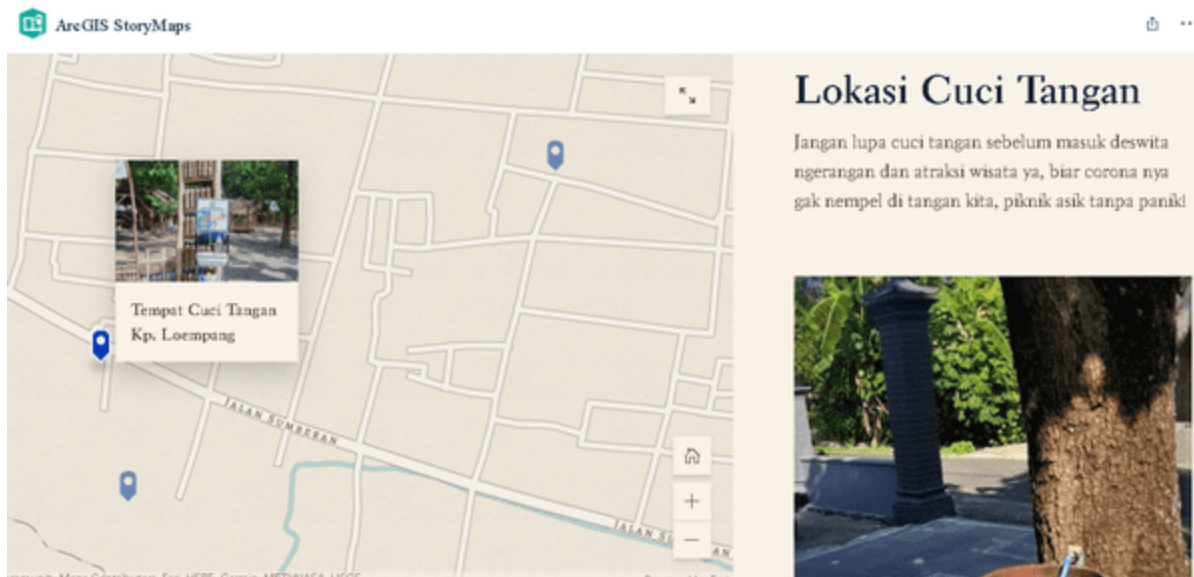 ArcGIS StoryMaps
Tempat Cuci Tangan
Kp. Loempang
JALAN SUMBERAN
JALAN
Lokasi Cuci Tangan
Jangan lupa cuci tangan sebelum masuk deswita
ngerangan dan atraksi wisata ya, biar corona nya
gak nempel di tangan kita, piknik asik tanpa panik!